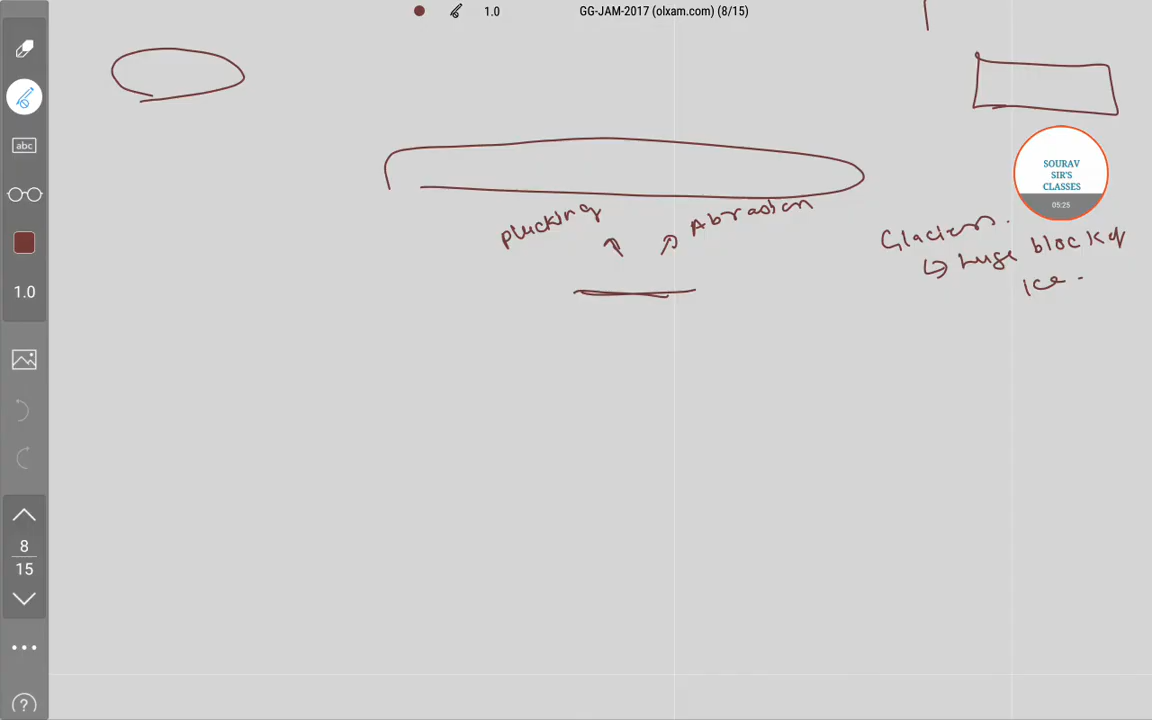 1.0 GG-JAM-2017 (olxam.com) (8/15)
abc
SOURAV
SIR'S
CLASSES
05:25
plucking Abrasion
Glaciers.
↳ Huge block of
Ice.
1.0
8
15
?